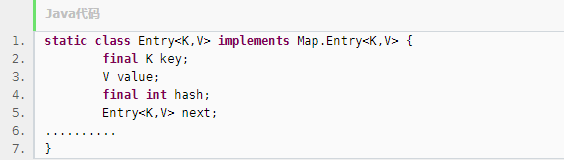 Java代码
1. static class Entry<K,V> implements Map.Entry<K,V> {
2.         final K key;
3.         V value;
4.         final int hash;
5.         Entry<K,V> next;
6. ..........
7. }